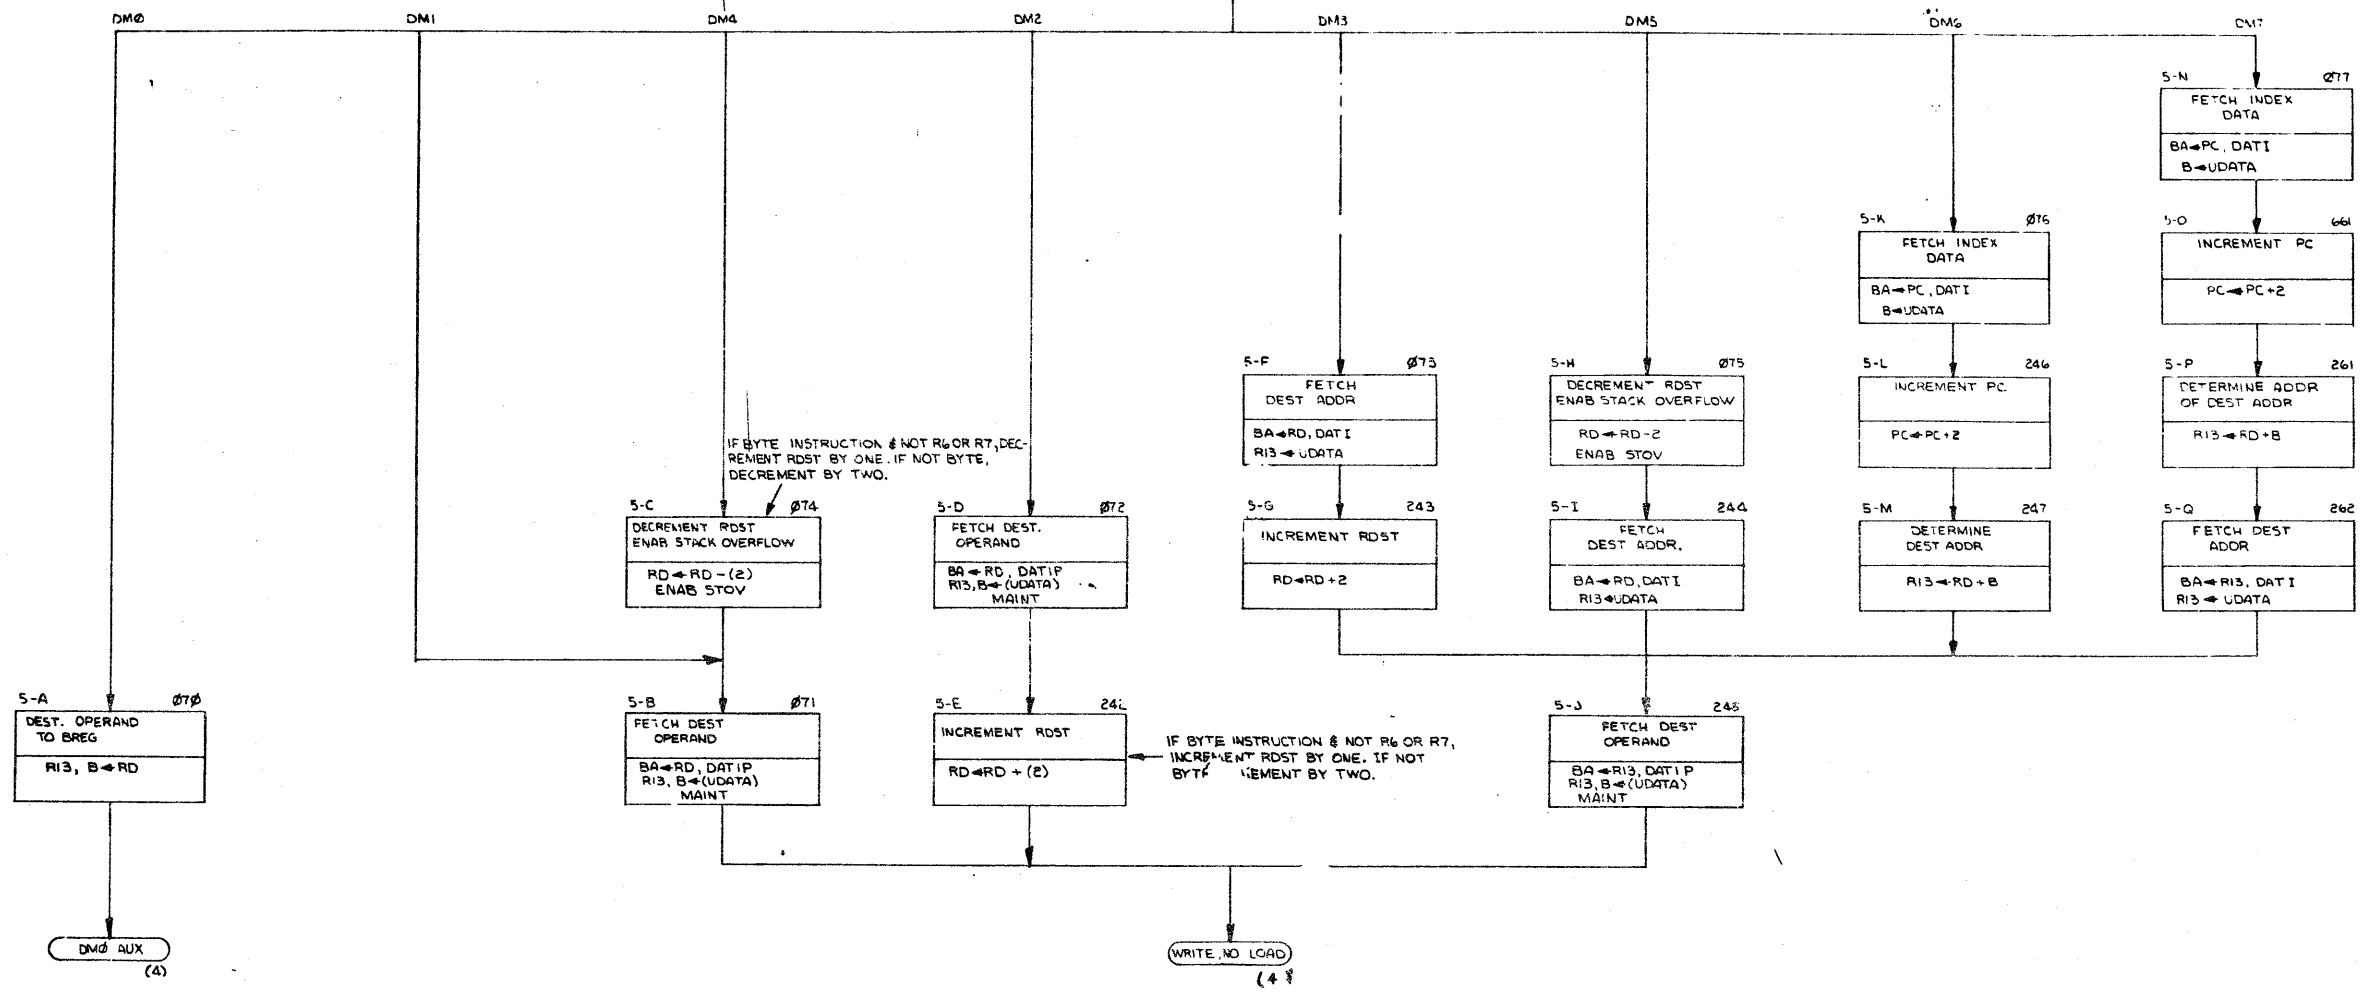 DMØ DM1 DM4 DM2 DM3 DM5 DM6 DM7
5-N Ø77
FETCH INDEX
DATA
BA←PC, DATI
B←UDATA
5-K Ø76
FETCH INDEX
DATA
BA←PC, DATI
B←UDATA
5-O 661
INCREMENT PC
PC←PC+2
5-F Ø73
FETCH
DEST ADDR
BA←RD, DATI
R13←UDATA
5-H Ø75
DECREMENT RDST
ENAB STACK OVERFLOW
RD←RD-2
ENAB STOV
5-L 246
INCREMENT PC
PC←PC+2
5-P 261
DETERMINE ADDR
OF DEST ADDR
R13←RD+B
IF BYTE INSTRUCTION & NOT R6 OR R7, DEC-
REMENT RDST BY ONE. IF NOT BYTE,
DECREMENT BY TWO.
5-C Ø74
DECREMENT RDST
ENAB STACK OVERFLOW
RD←RD-(2)
ENAB STOV
5-D Ø72
FETCH DEST.
OPERAND
BA←RD, DATIP
R13, B←(UDATA)
MAINT
5-G 243
INCREMENT RDST
RD←RD+2
5-I 244
FETCH
DEST ADDR.
BA←RD, DATI
R13←UDATA
5-M 247
DETERMINE
DEST ADDR
R13←RD+B
5-Q 262
FETCH DEST
ADDR
BA←R13, DATI
R13←UDATA
5-A Ø7Ø
DEST. OPERAND
TO BREG
R13, B←RD
5-B Ø71
FETCH DEST
OPERAND
BA←RD, DATIP
R13, B←(UDATA)
MAINT
5-E
INCREMENT RDST
RD←RD+(2)
IF BYTE INSTRUCTION & NOT R6 OR R7,
INCREMENT RDST BY ONE. IF NOT
BY TWO.
5-J 245
FETCH DEST
OPERAND
BA←R13, DATIP
R13, B←(UDATA)
MAINT
DMØ AUX
(4)
WRITE, NO LOAD
(4